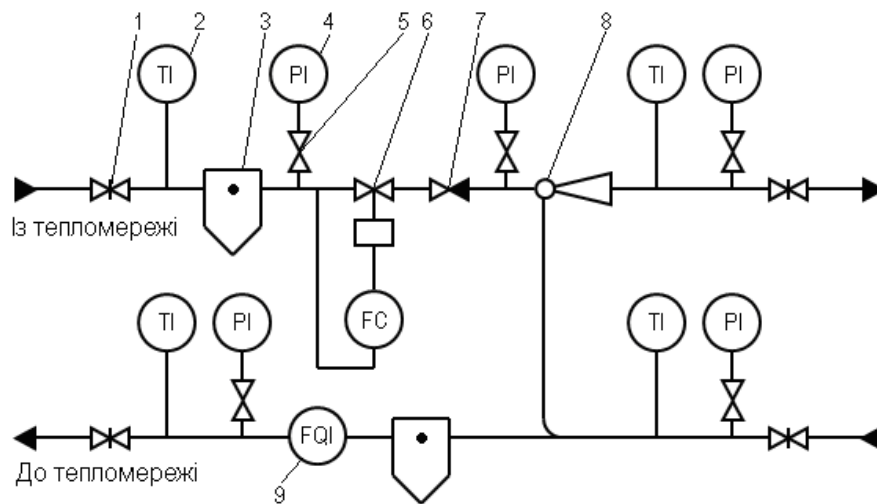 1 2 3 4 5 6 7 8
TI PI PI TI PI
Із тепломережі
TI PI FC TI PI
FQI
До тепломережі
9